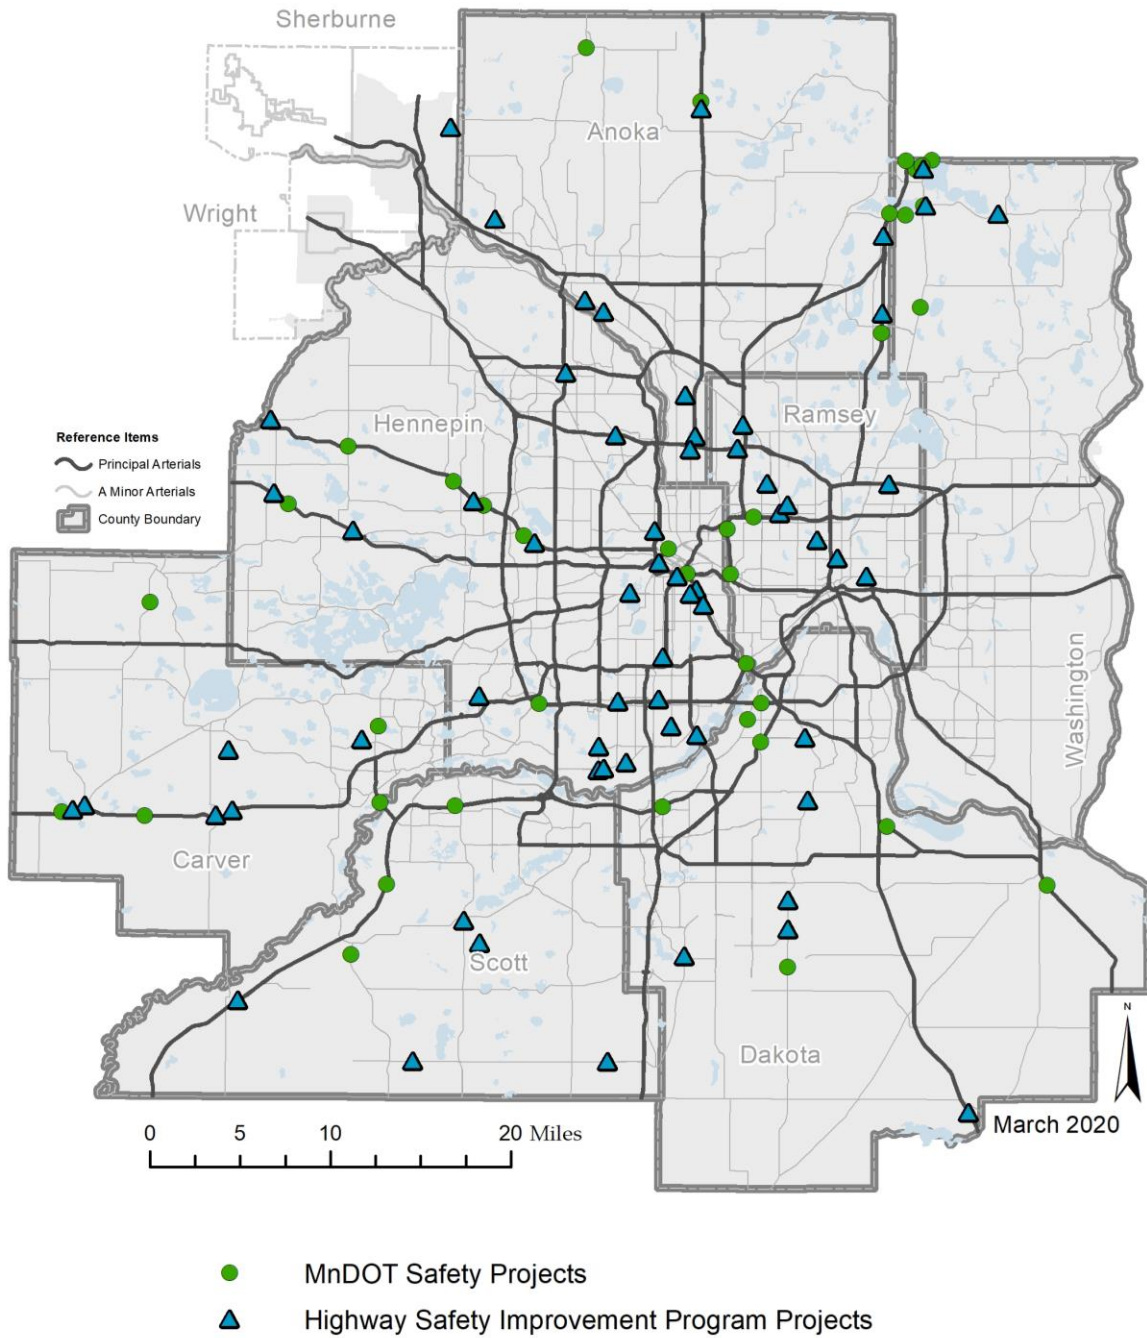 Sherburne
Anoka
Wright
Hennepin
Ramsey
Reference Items
Principal Arterials
A Minor Arterials
County Boundary
Washington
Carver
Scott
Dakota
N
March 2020
0 5 10 20 Miles
MnDOT Safety Projects
Highway Safety Improvement Program Projects